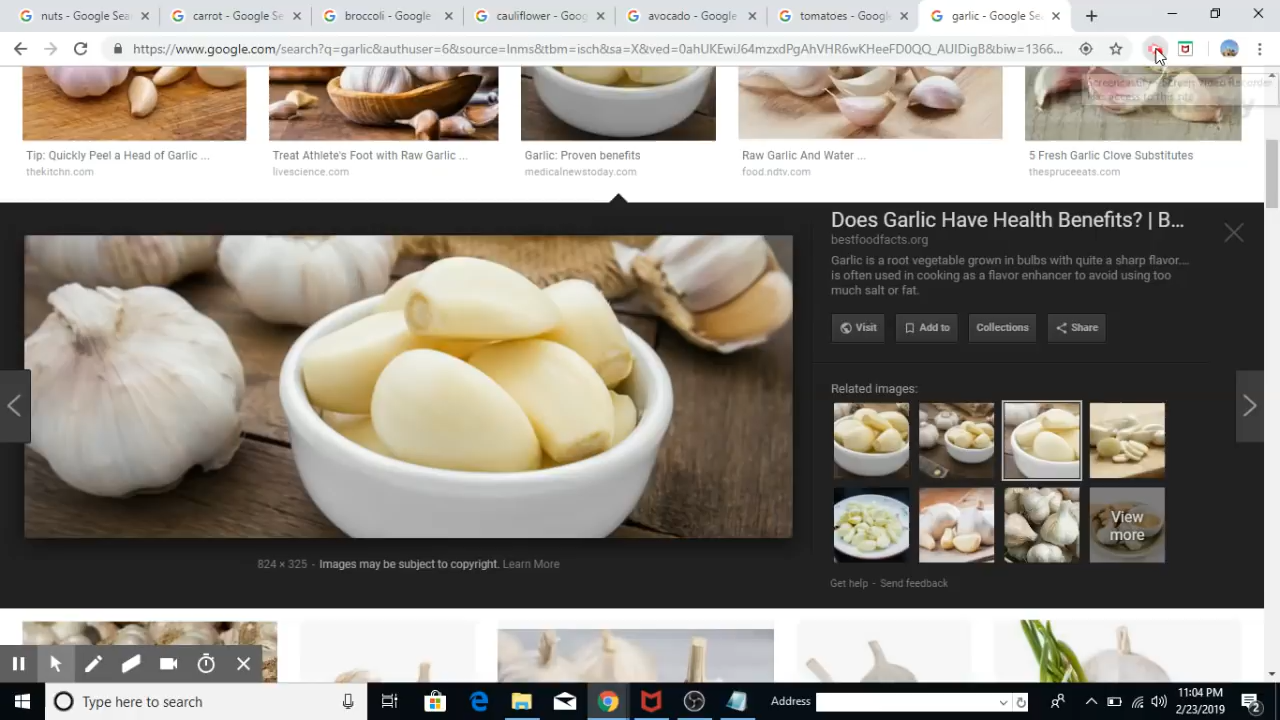 nuts - Google Sea
carrot - Google Se
broccoli - Google
cauliflower - Goog
avocado - Google
tomatoes - Google
garlic - Google Sea
https://www.google.com/search?q=garlic&authuser=6&source=lnms&tbm=isch&sa=X&ved=0ahUKEwiJ64mzxdPgAhVHR6wKHeeFD0QQ_AUIDigB&biw=1366...
Tip: Quickly Peel a Head of Garlic ...
thekitchn.com
Treat Athlete's Foot with Raw Garlic ...
livescience.com
Garlic: Proven benefits
medicalnewstoday.com
Raw Garlic And Water ...
food.ndtv.com
5 Fresh Garlic Clove Substitutes
thespruceeats.com
Does Garlic Have Health Benefits? | B...
bestfoodfacts.org
Garlic is a root vegetable grown in bulbs with quite a sharp flavor....
is often used in cooking as a flavor enhancer to avoid using too
much salt or fat.
Visit
Add to
Collections
Share
Related images:
View
more
824 × 325 - Images may be subject to copyright. Learn More
Get help - Send feedback
Type here to search
Address
11:04 PM
2/23/2019
2